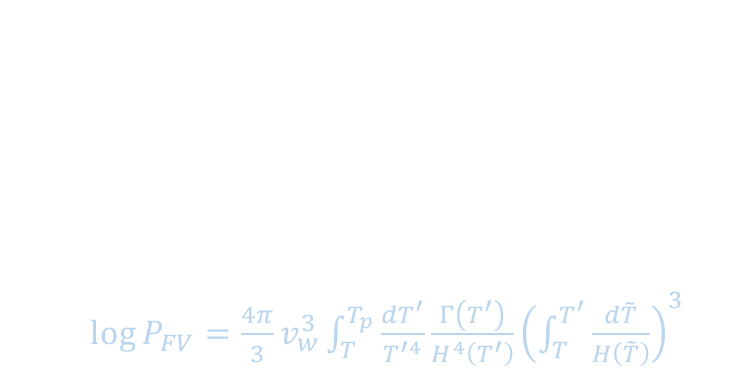 log P_{FV} = \frac{4\pi}{3} v_w^3 \int_T^{T_p} \frac{dT'}{T'^4} \frac{\Gamma(T')}{H^4(T')} \left( \int_T^{T'} \frac{d\tilde{T}}{H(\tilde{T})} \right)^3